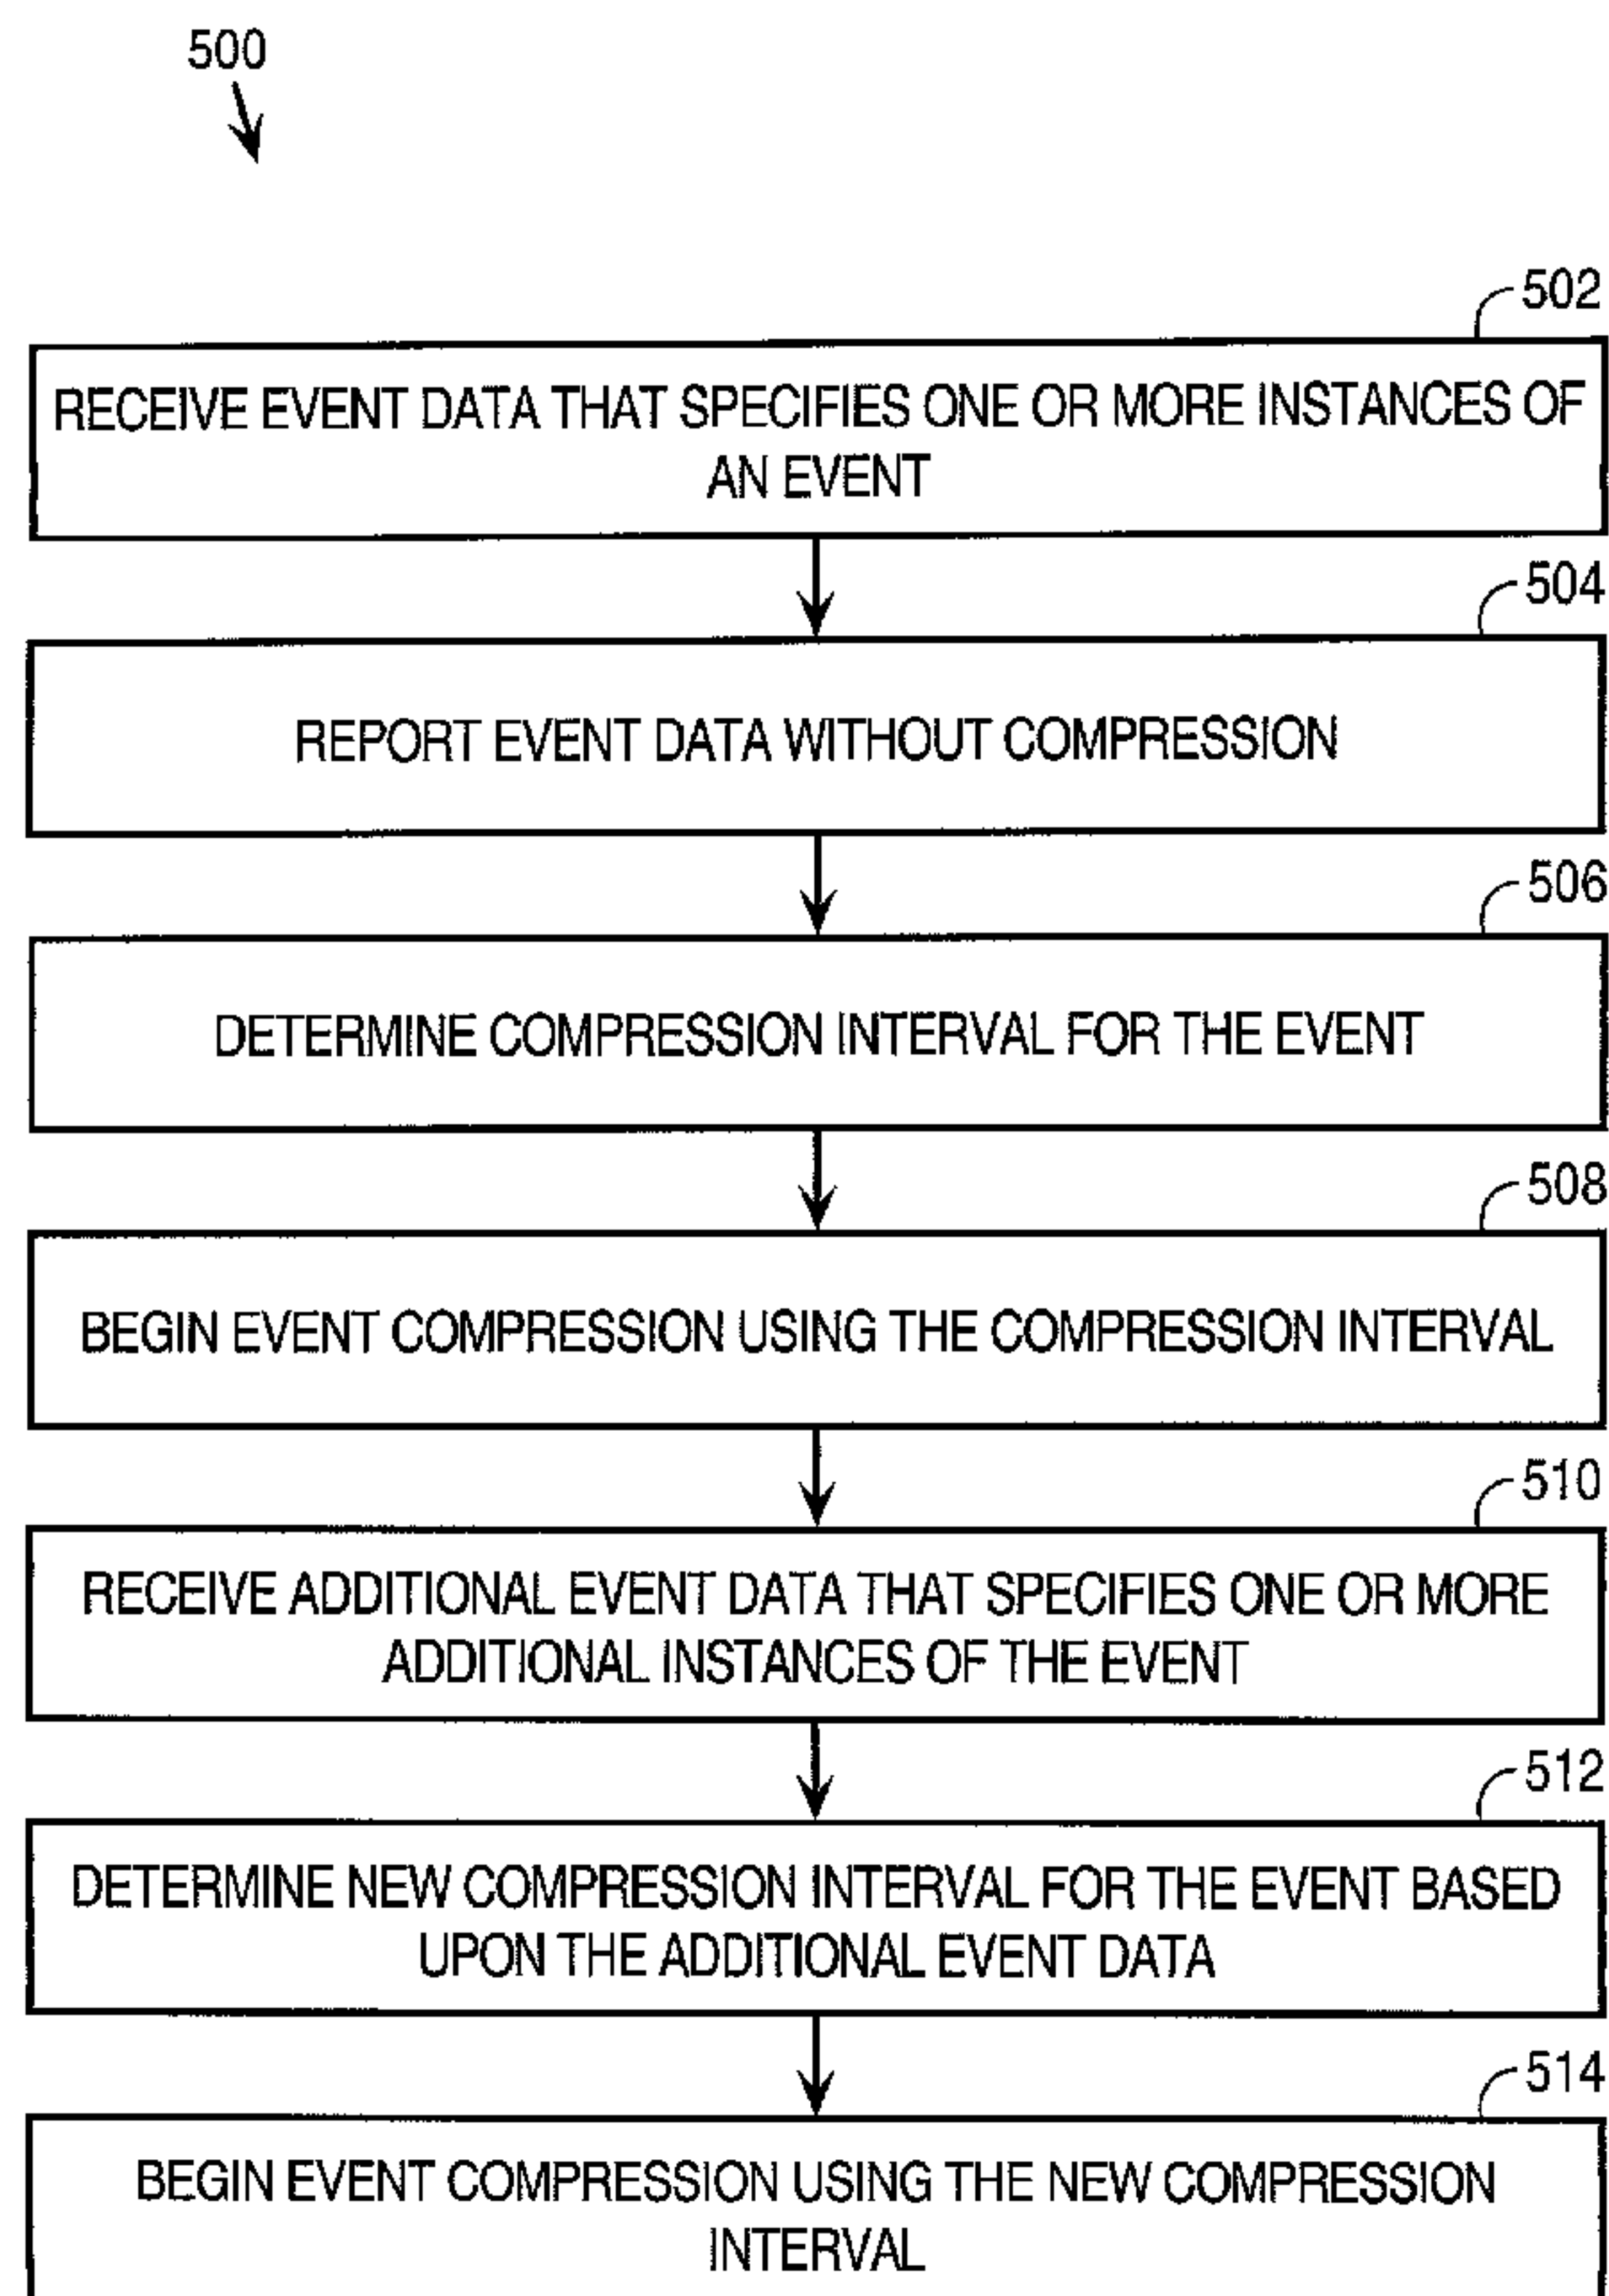 500
502
RECEIVE EVENT DATA THAT SPECIFIES ONE OR MORE INSTANCES OF
AN EVENT
504
REPORT EVENT DATA WITHOUT COMPRESSION
506
DETERMINE COMPRESSION INTERVAL FOR THE EVENT
508
BEGIN EVENT COMPRESSION USING THE COMPRESSION INTERVAL
510
RECEIVE ADDITIONAL EVENT DATA THAT SPECIFIES ONE OR MORE
ADDITIONAL INSTANCES OF THE EVENT
512
DETERMINE NEW COMPRESSION INTERVAL FOR THE EVENT BASED
UPON THE ADDITIONAL EVENT DATA
514
BEGIN EVENT COMPRESSION USING THE NEW COMPRESSION
INTERVAL